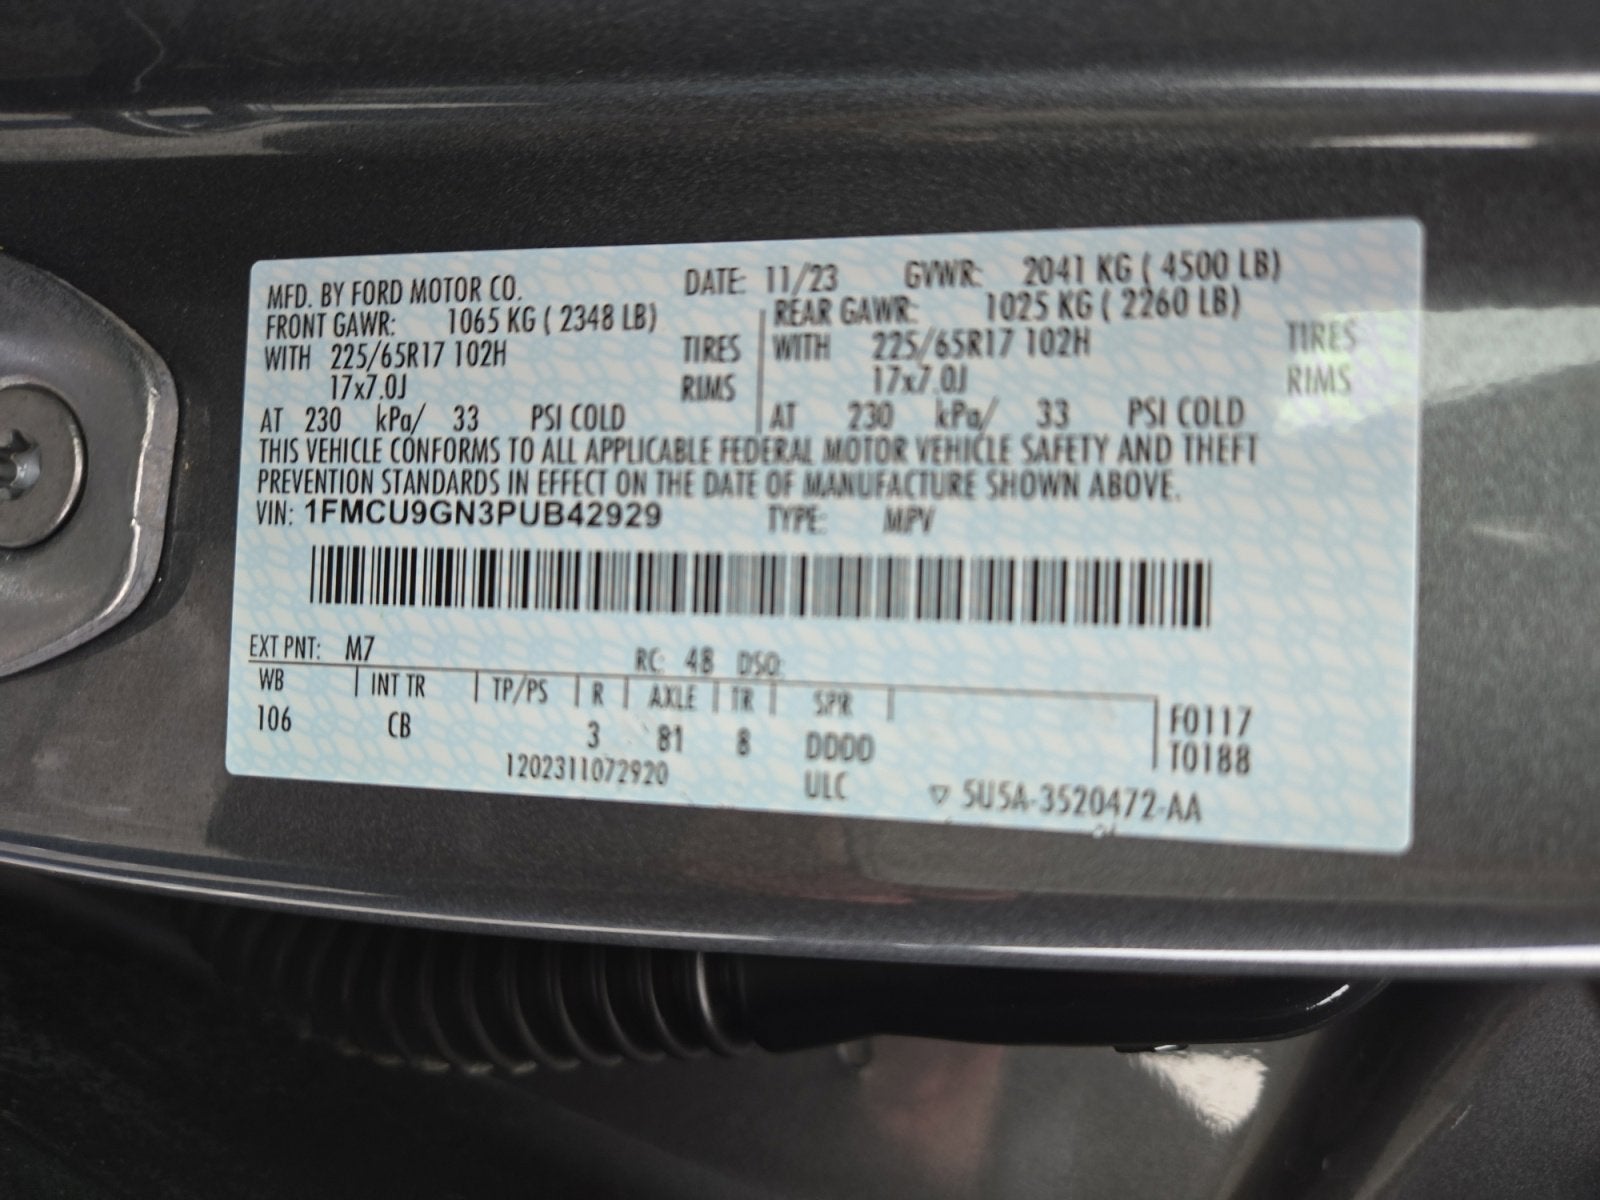 MFD. BY FORD MOTOR CO. DATE: 11/23 GVWR: 2041 KG ( 4500 LB)
FRONT GAWR: 1065 KG ( 2348 LB) REAR GAWR: 1025 KG ( 2260 LB)
WITH 225/65R17 102H TIRES WITH 225/65R17 102H TIRES
17x7.0J RIMS 17x7.0J RIMS
AT 230 kPa/ 33 PSI COLD AT 230 kPa/ 33 PSI COLD
THIS VEHICLE CONFORMS TO ALL APPLICABLE FEDERAL MOTOR VEHICLE SAFETY AND THEFT
PREVENTION STANDARDS IN EFFECT ON THE DATE OF MANUFACTURE SHOWN ABOVE.
VIN: 1FMCU9GN3PUB42929 TYPE: MPV
EXT PNT: M7 RC: 48 DSO:
WB INT TR TP/PS R AXLE TR SPR
106 CB 3 81 8 DDDD
F0117
T0188
1202311072920 ULC ▽ 5U5A-3520472-AA